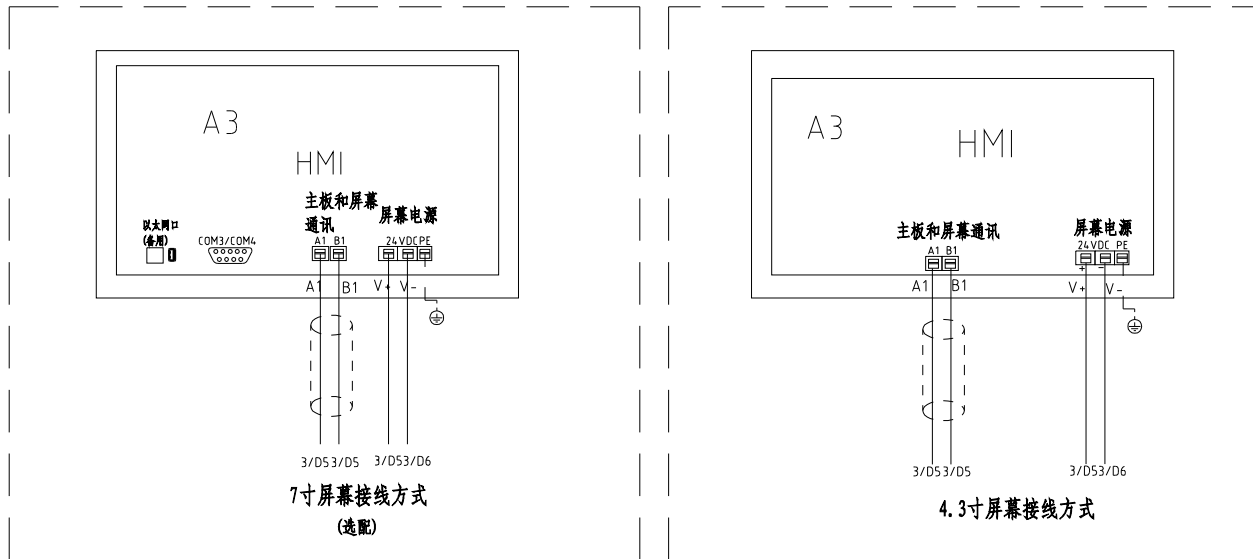 A3
HMI
主板和屏幕
通讯
屏幕电源
以太网口
(备用)
COM3/COM4
A1 B1
24VDC PE
A1 B1 V+ V-
3/D5 3/D5 3/D5 3/D6
7寸屏幕接线方式
(选配)
A3
HMI
主板和屏幕通讯
屏幕电源
A1 B1
24VDC PE
+ -
A1 B1 V+ V-
3/D5 3/D5 3/D5 3/D6
4.3寸屏幕接线方式